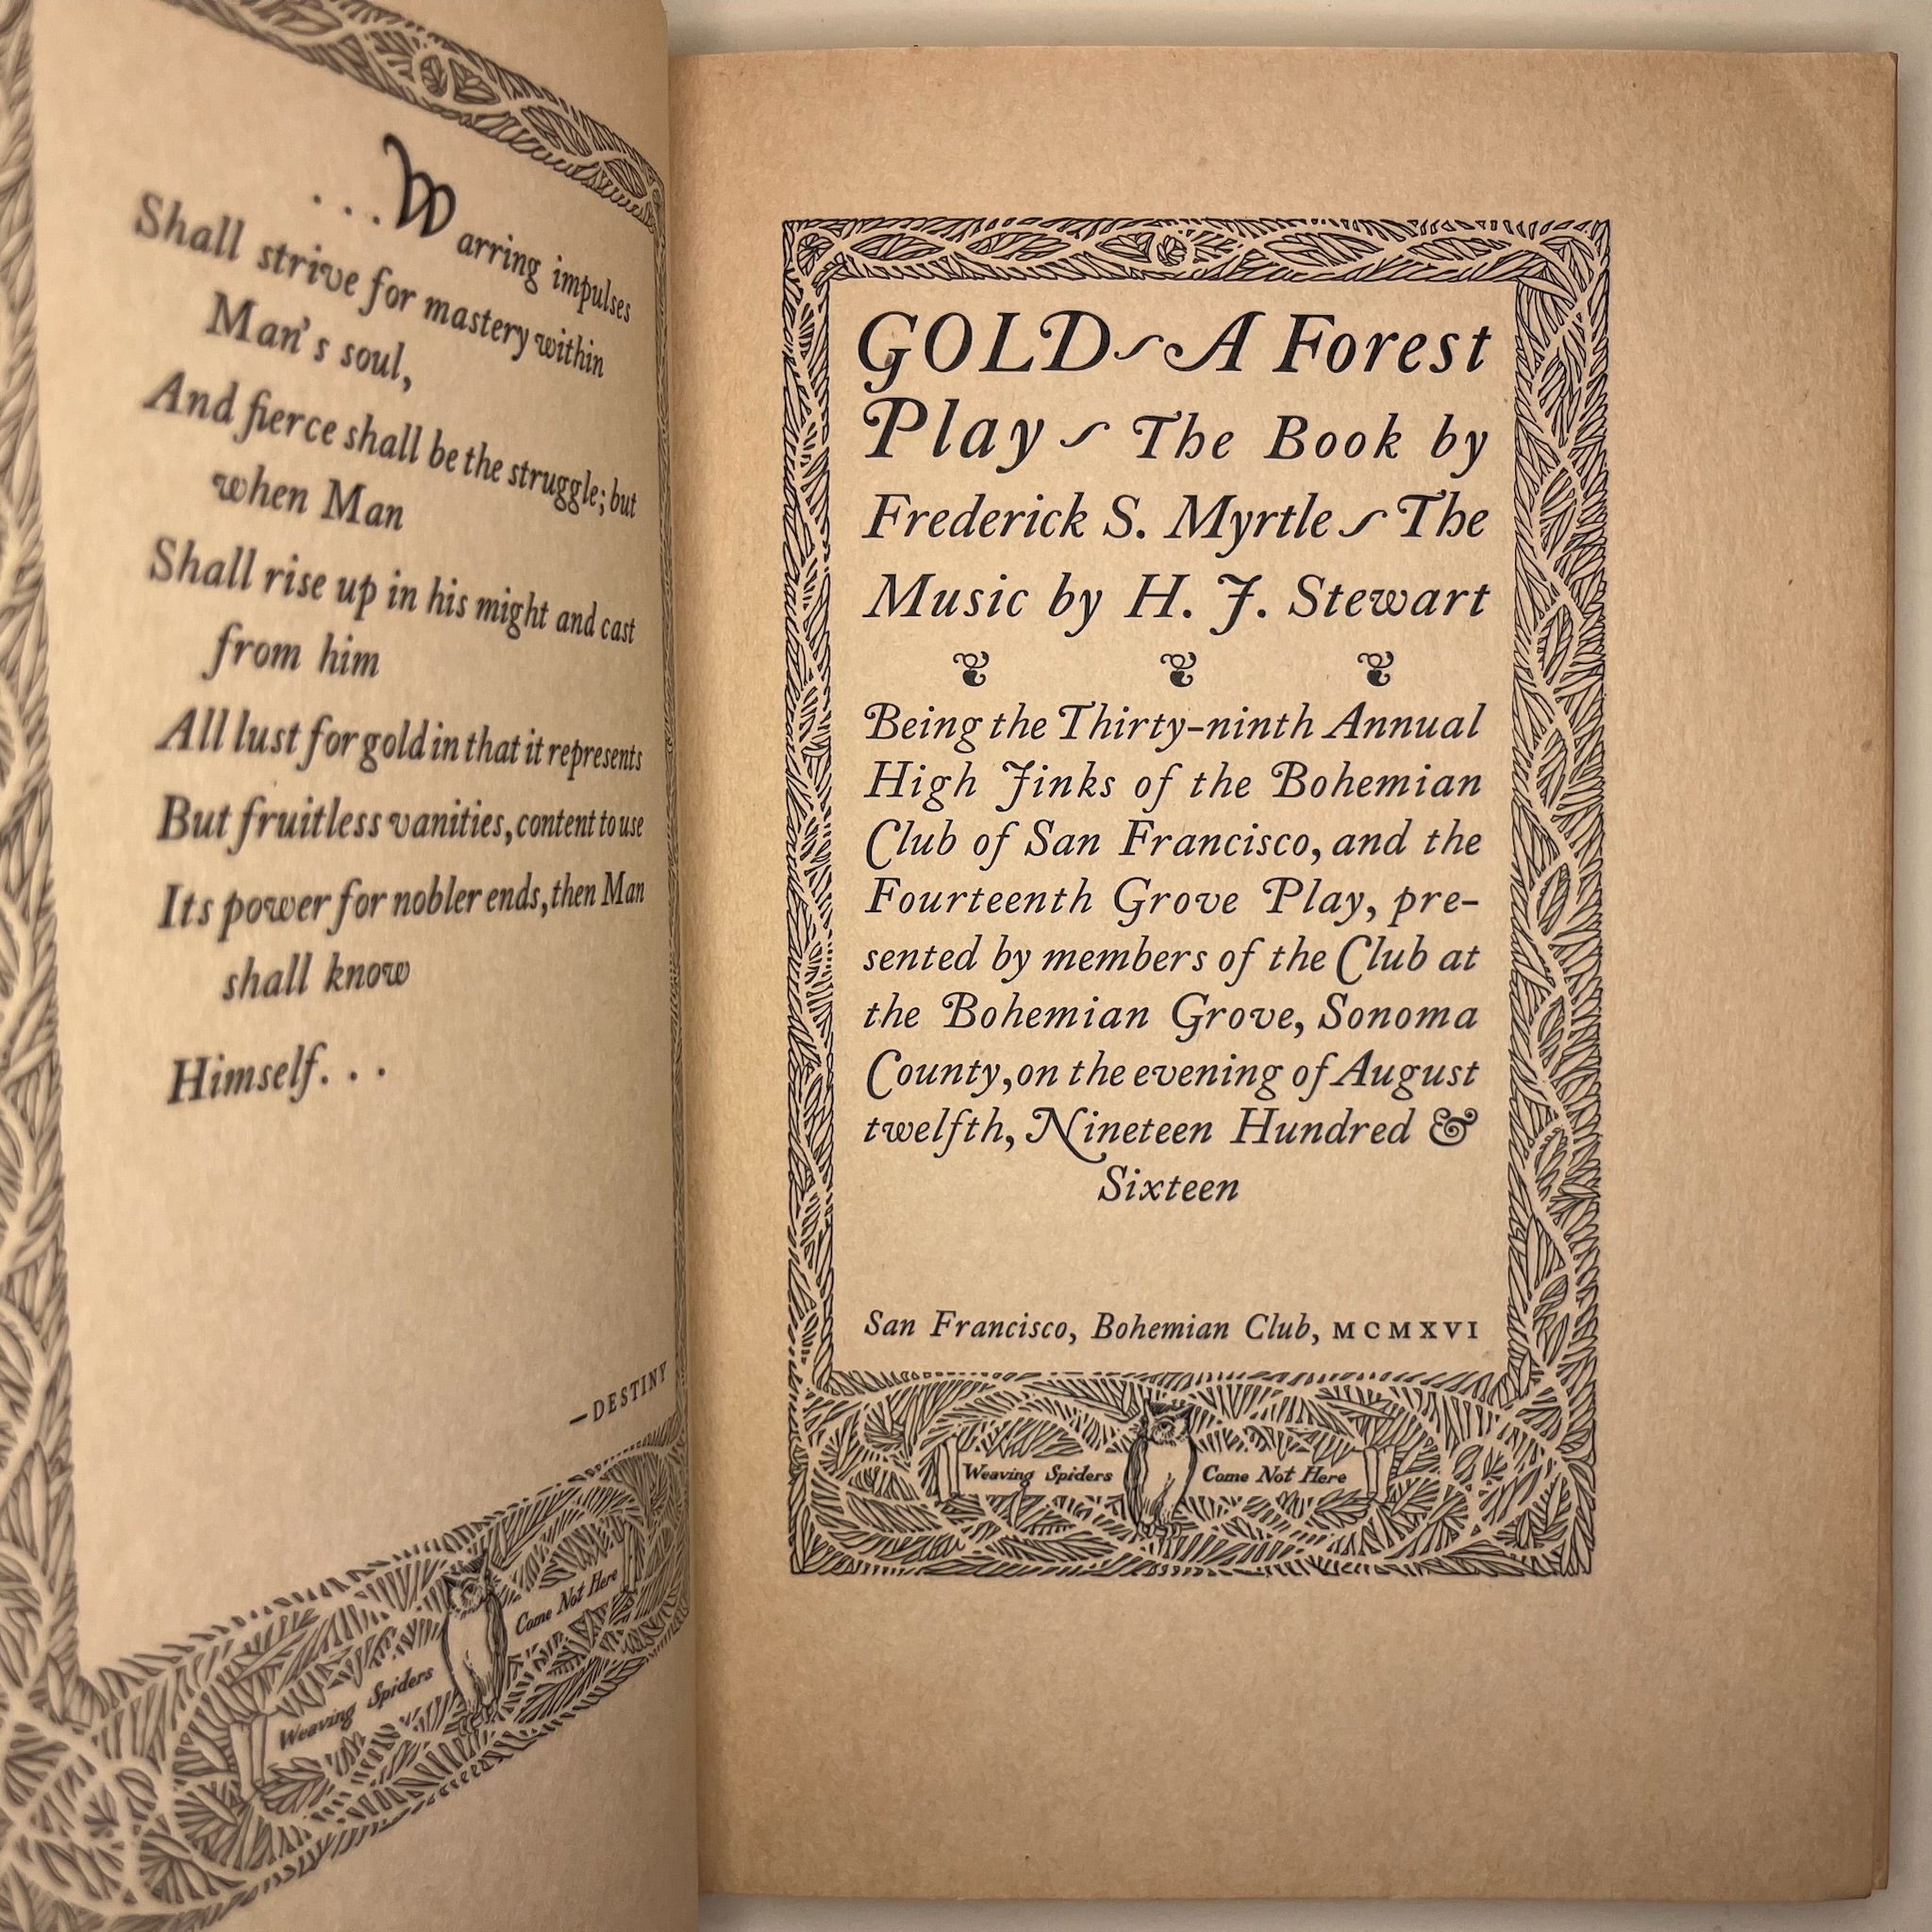 ...Warring impulses
Shall strive for mastery within
Man's soul,
And fierce shall be the struggle; but
when Man
Shall rise up in his might and cast
from him
All lust for gold in that it represents
But fruitless vanities, content to use
Its power for nobler ends, then Man
shall know
Himself...
—DESTINY
Weaving Spiders Come Not Here
GOLD ~ A Forest
Play ~ The Book by
Frederick S. Myrtle ~ The
Music by H. J. Stewart
Being the Thirty-ninth Annual
High Jinks of the Bohemian
Club of San Francisco, and the
Fourteenth Grove Play, pre-
sented by members of the Club at
the Bohemian Grove, Sonoma
County, on the evening of August
twelfth, Nineteen Hundred &
Sixteen
San Francisco, Bohemian Club, MCMXVI
Weaving Spiders Come Not Here